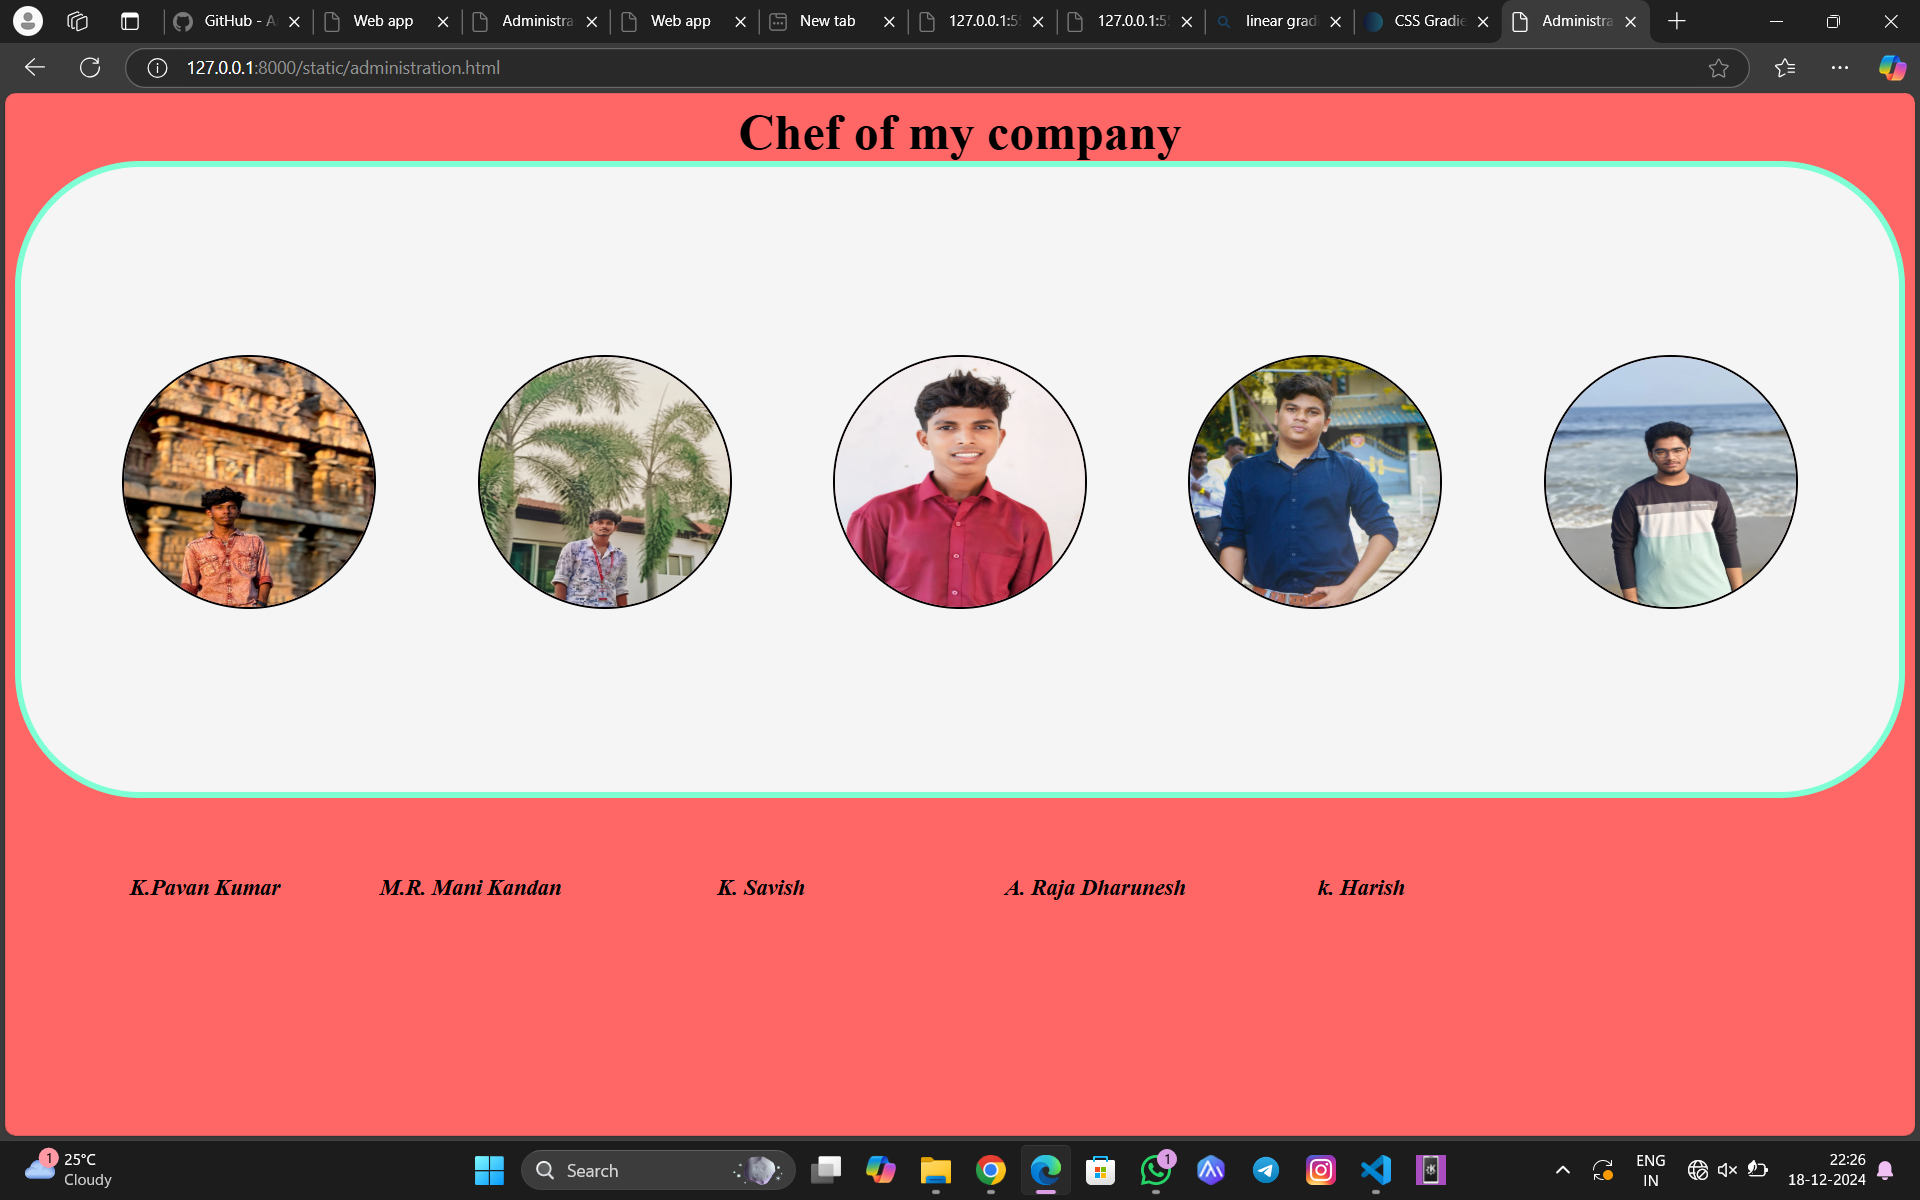 GitHub - A
Web app
Administra
Web app
New tab
127.0.0.1:5
127.0.0.1:5
linear grad
CSS Gradie
Administra
127.0.0.1:8000/static/administration.html
Chef of my company
K.Pavan Kumar
M.R. Mani Kandan
K. Savish
A. Raja Dharunesh
k. Harish
1
25°C
Cloudy
Search
1
ENG
IN
22:26
18-12-2024